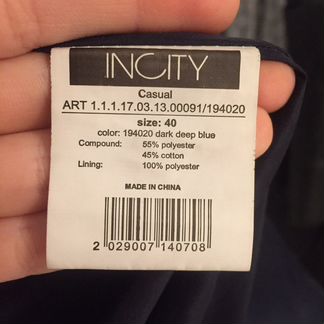 INCITY
Casual
ART 1.1.1.17.03.13.00091/194020
size: 40
color: 194020 dark deep blue
Compound: 55% polyester
45% cotton
Lining: 100% polyester
MADE IN CHINA
2 029007 140708